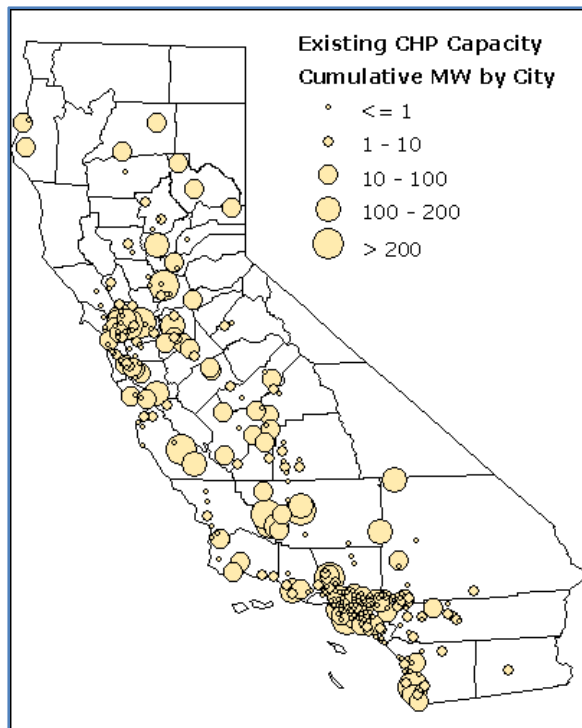 Existing CHP Capacity
Cumulative MW by City
<= 1
1 - 10
10 - 100
100 - 200
> 200